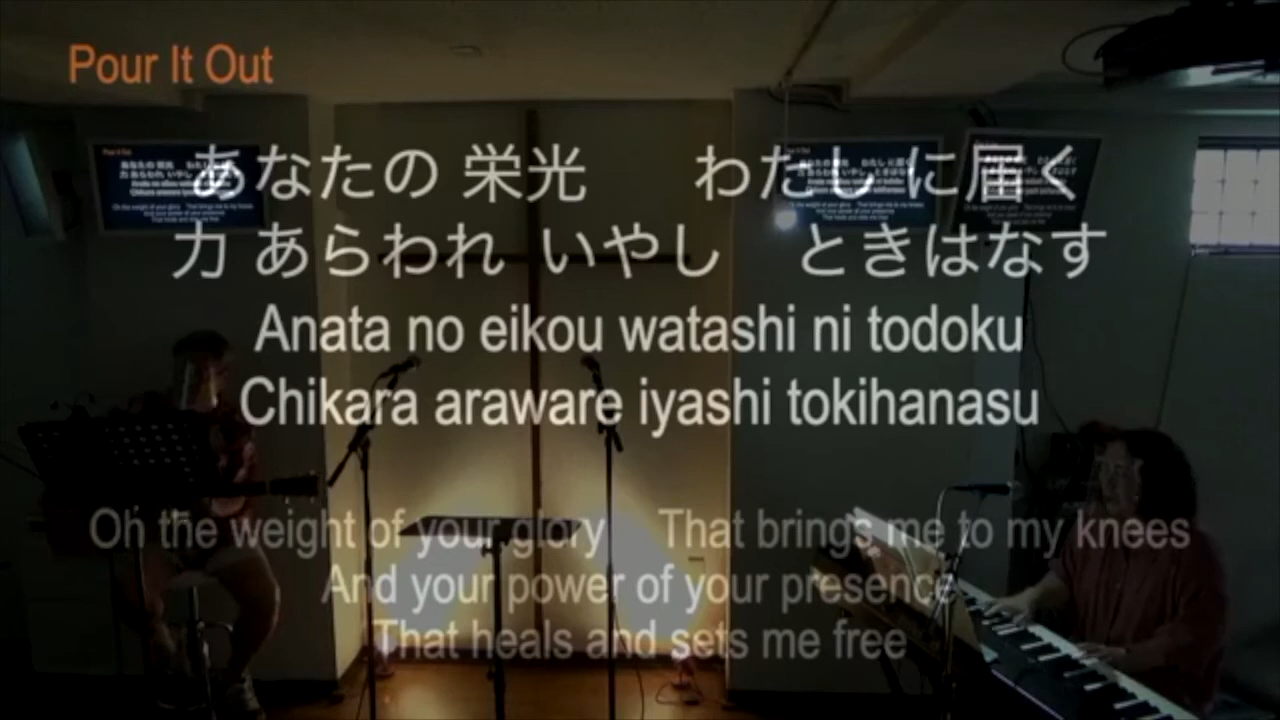 Pour It Out
あなたの 栄光 わたし に届く
力 あらわれ いやし ときはなす
Anata no eikou watashi ni todoku
Chikara araware iyashi tokihanasu
Oh the weight of your glory That brings me to my knees
And your power of your presence
That heals and sets me free